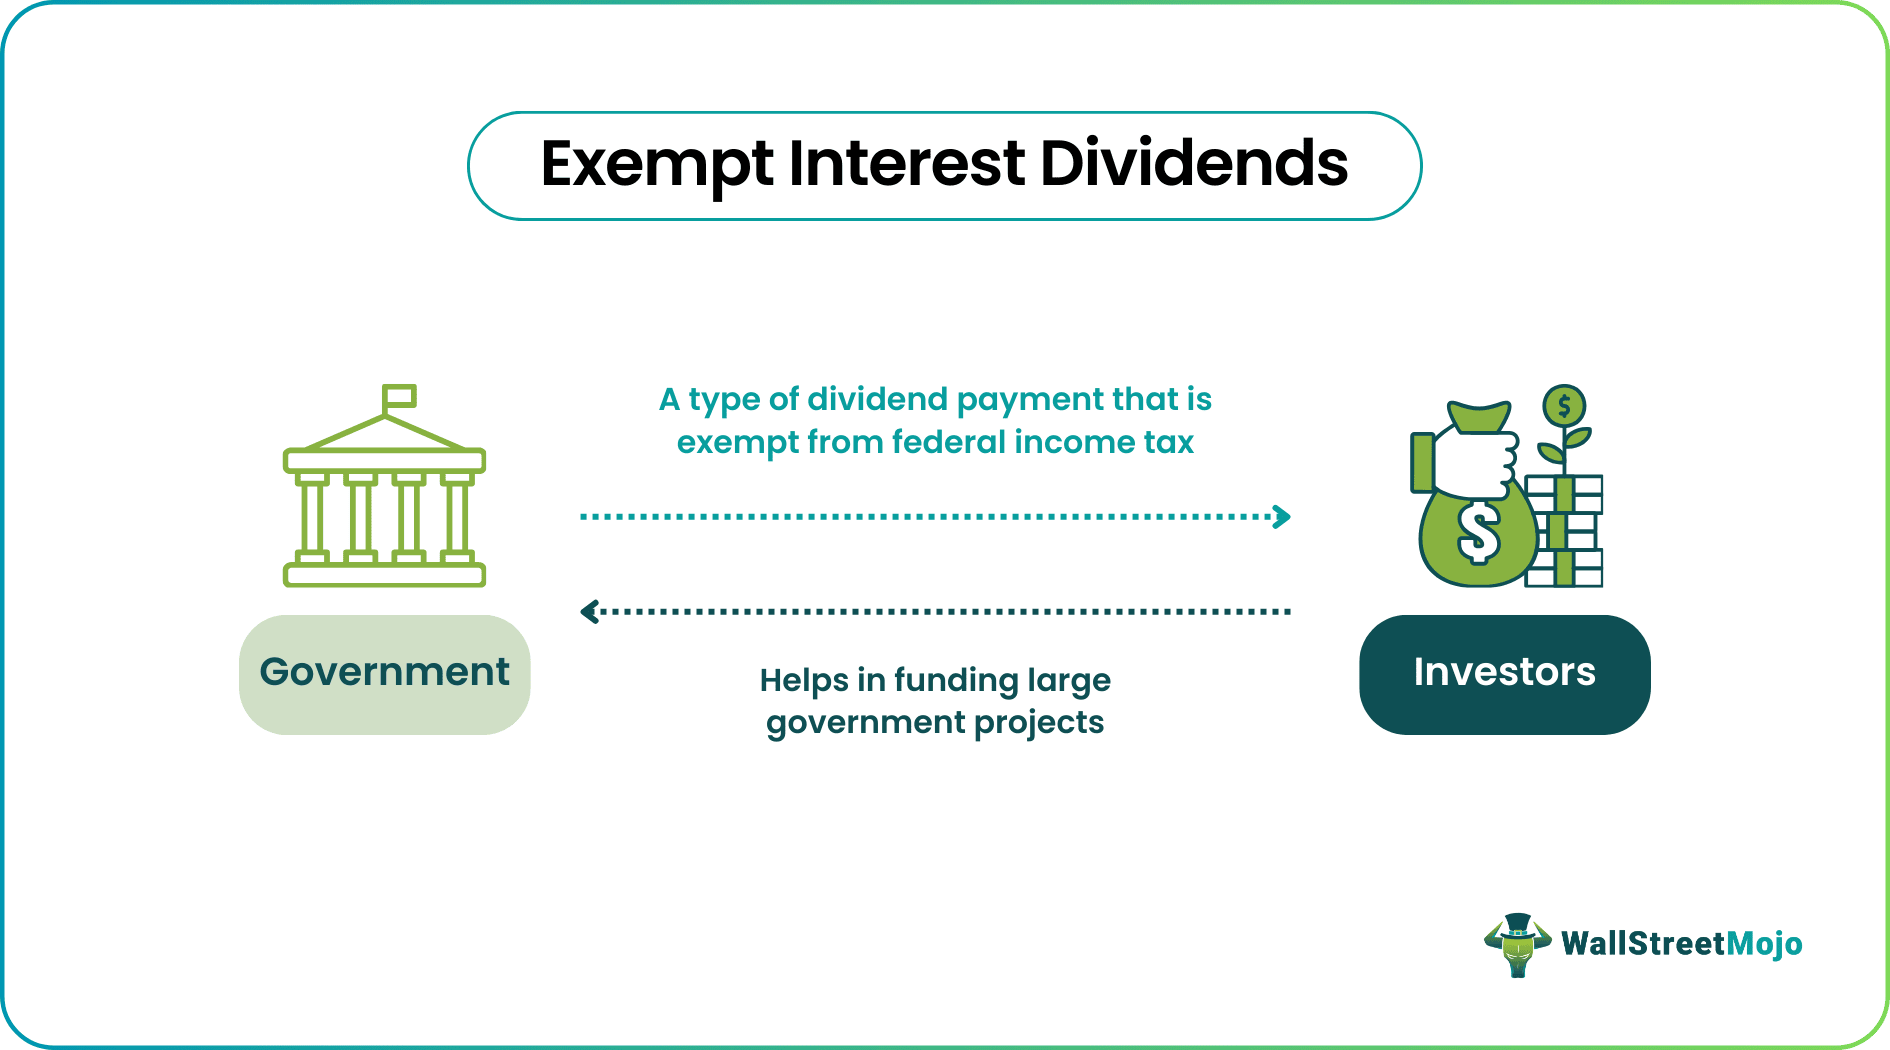 Exempt Interest Dividends
A type of dividend payment that is
exempt from federal income tax
$
$
Government
Investors
Helps in funding large
government projects
WallStreetMojo